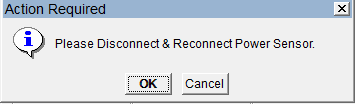 Action Required
Please Disconnect & Reconnect Power Sensor.
OK
Cancel